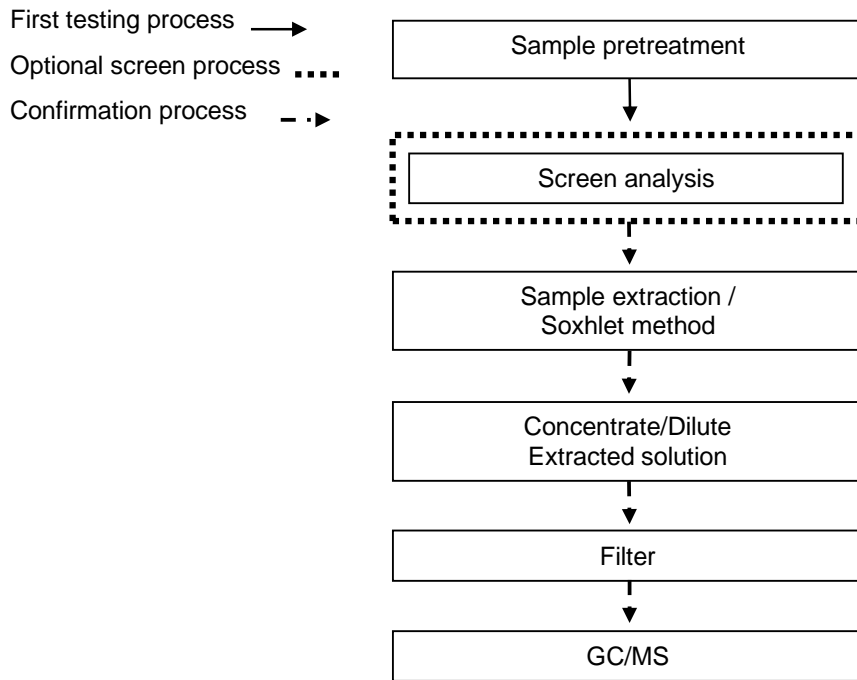 First testing process
Optional screen process
Confirmation process
Sample pretreatment
Screen analysis
Sample extraction /
Soxhlet method
Concentrate/Dilute
Extracted solution
Filter
GC/MS